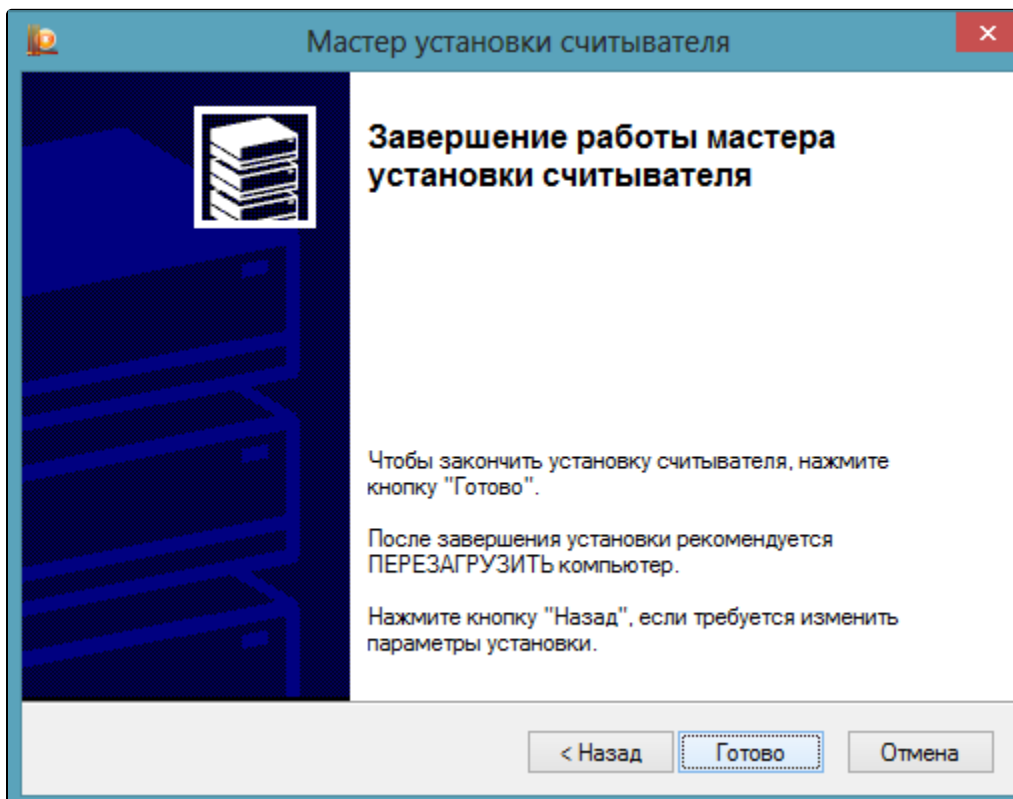 Мастер установки считывателя
Завершение работы мастера
установки считывателя
Чтобы закончить установку считывателя, нажмите
кнопку "Готово".
После завершения установки рекомендуется
ПЕРЕЗАГРУЗИТЬ компьютер.
Нажмите кнопку "Назад", если требуется изменить
параметры установки.
< Назад
Готово
Отмена